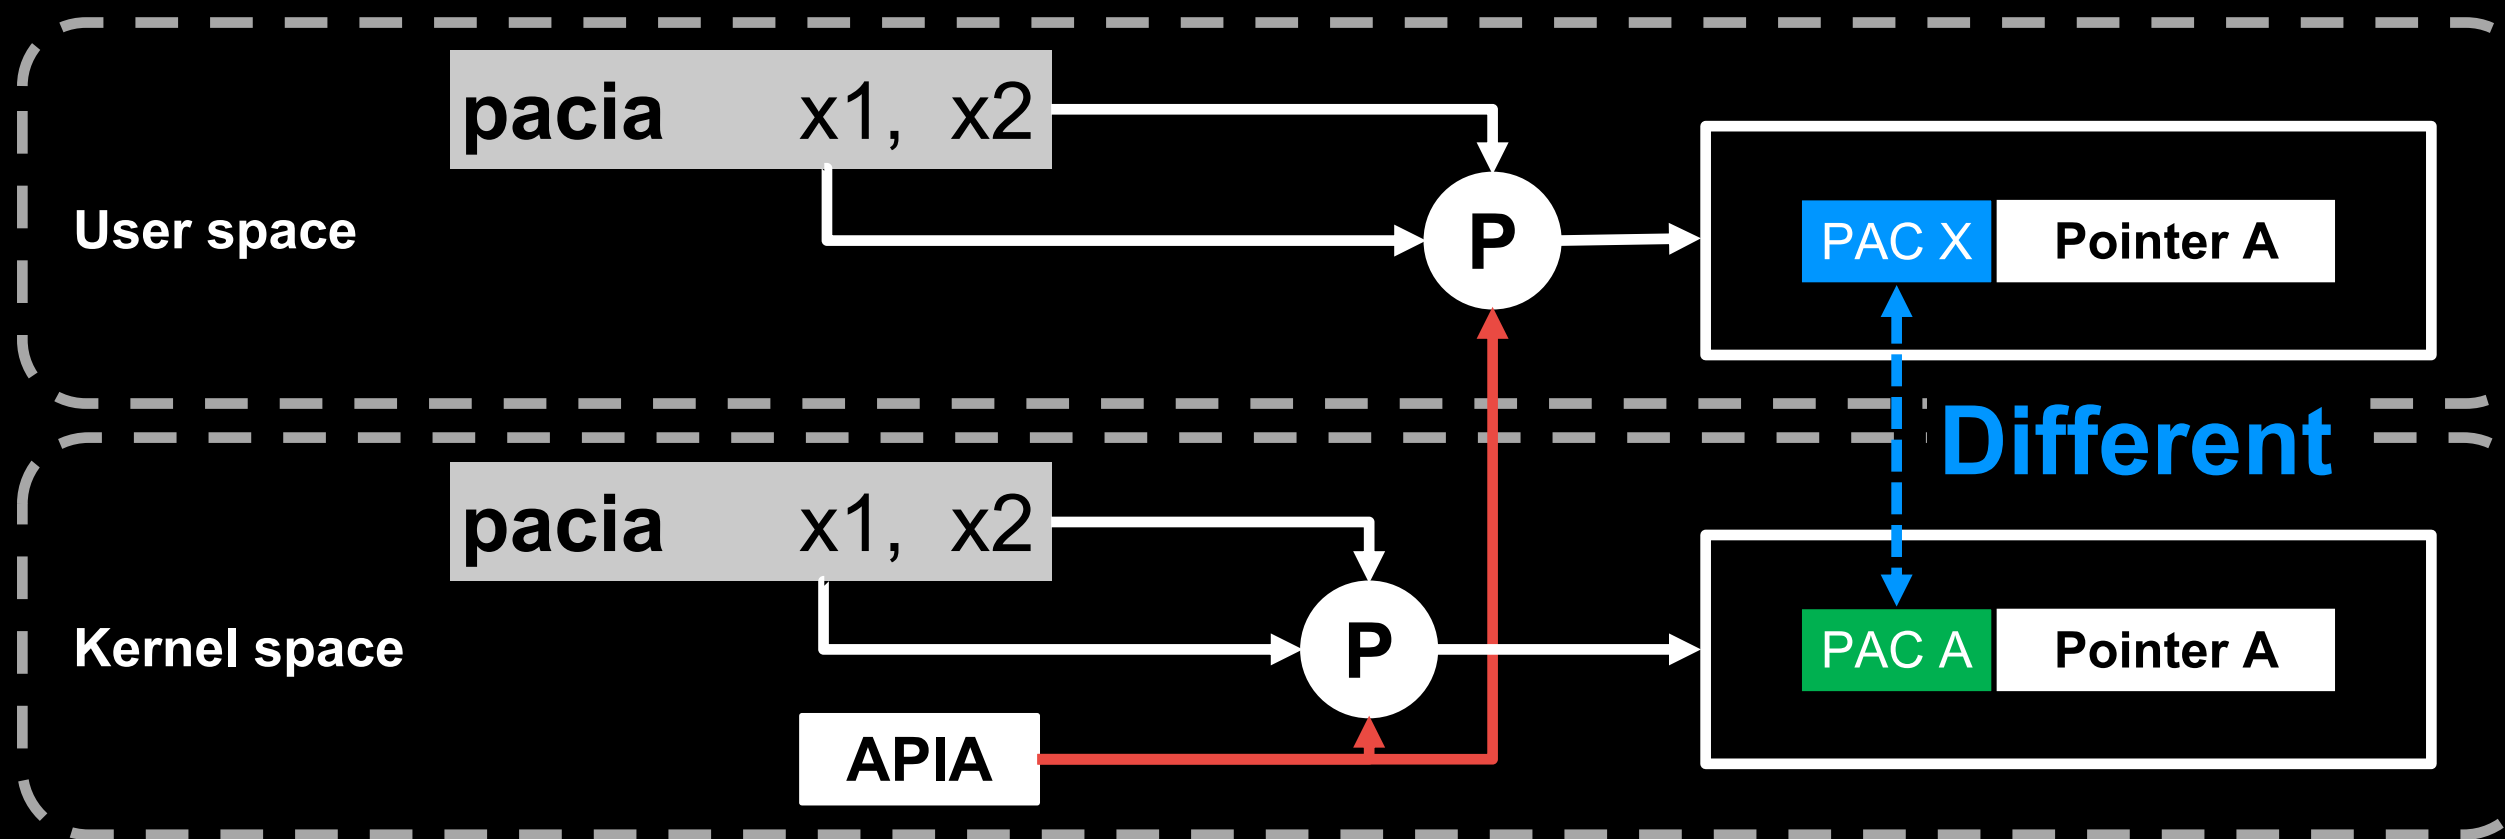 pacia x1, x2
User space
P
PAC X Pointer A
Different
pacia x1, x2
Kernel space
P
PAC A Pointer A
APIA